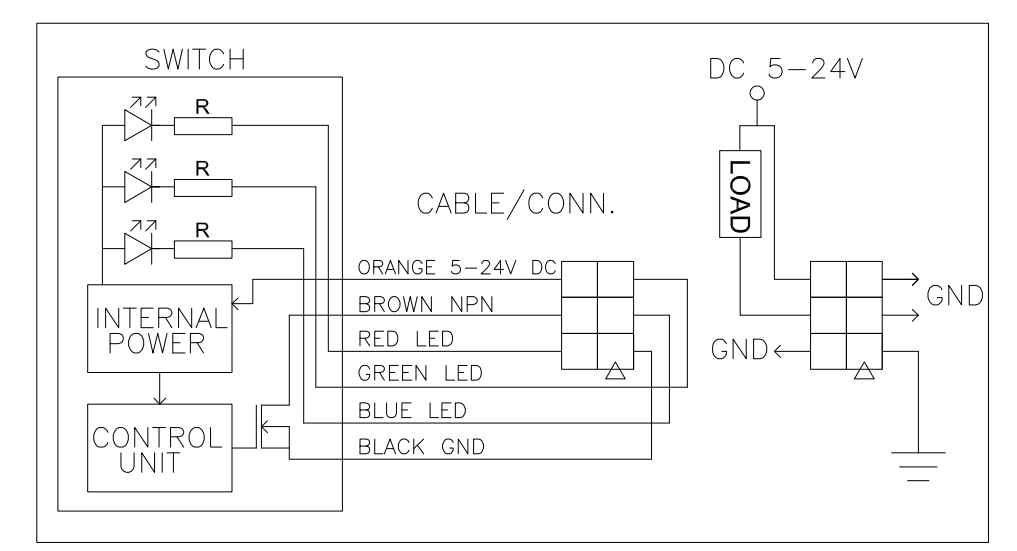 SWITCH
R
R
R
INTERNAL
POWER
CONTROL
UNIT
CABLE/CONN.
ORANGE 5-24V DC
BROWN NPN
RED LED
GREEN LED
BLUE LED
BLACK GND
DC 5-24V
LOAD
GND
GND